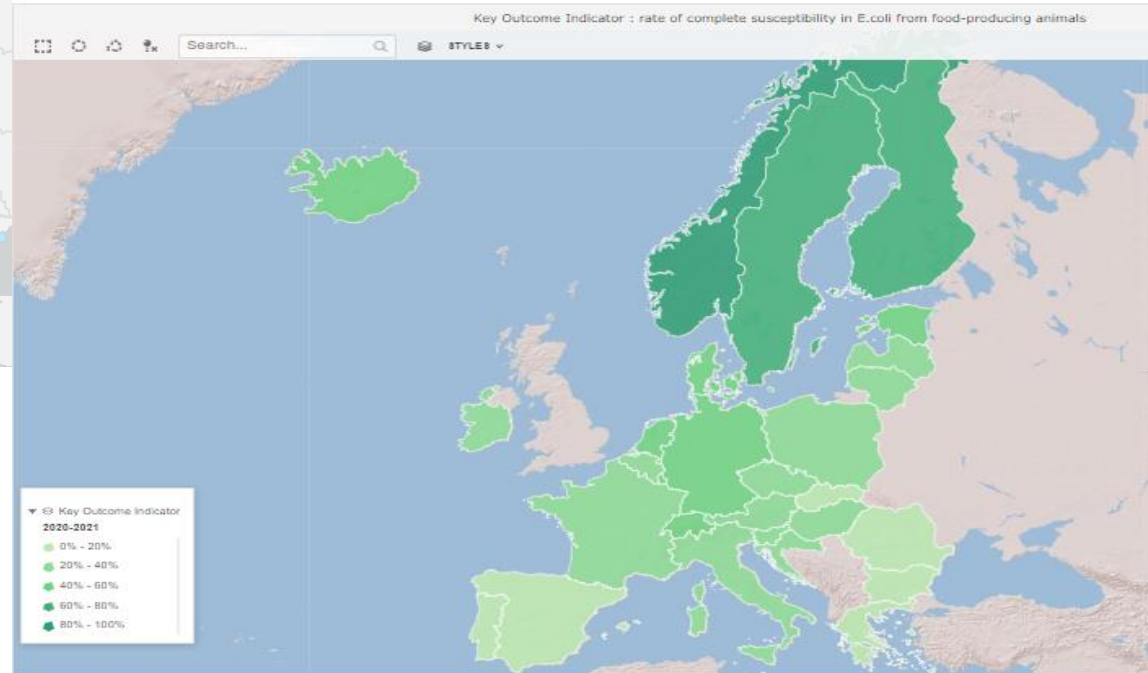 Key Outcome Indicator : rate of complete susceptibility in E.coli from food-producing animals
Search...
STYLES
Key Outcome Indicator
2020-2021
0% - 20%
20% - 40%
40% - 60%
60% - 80%
80% - 100%